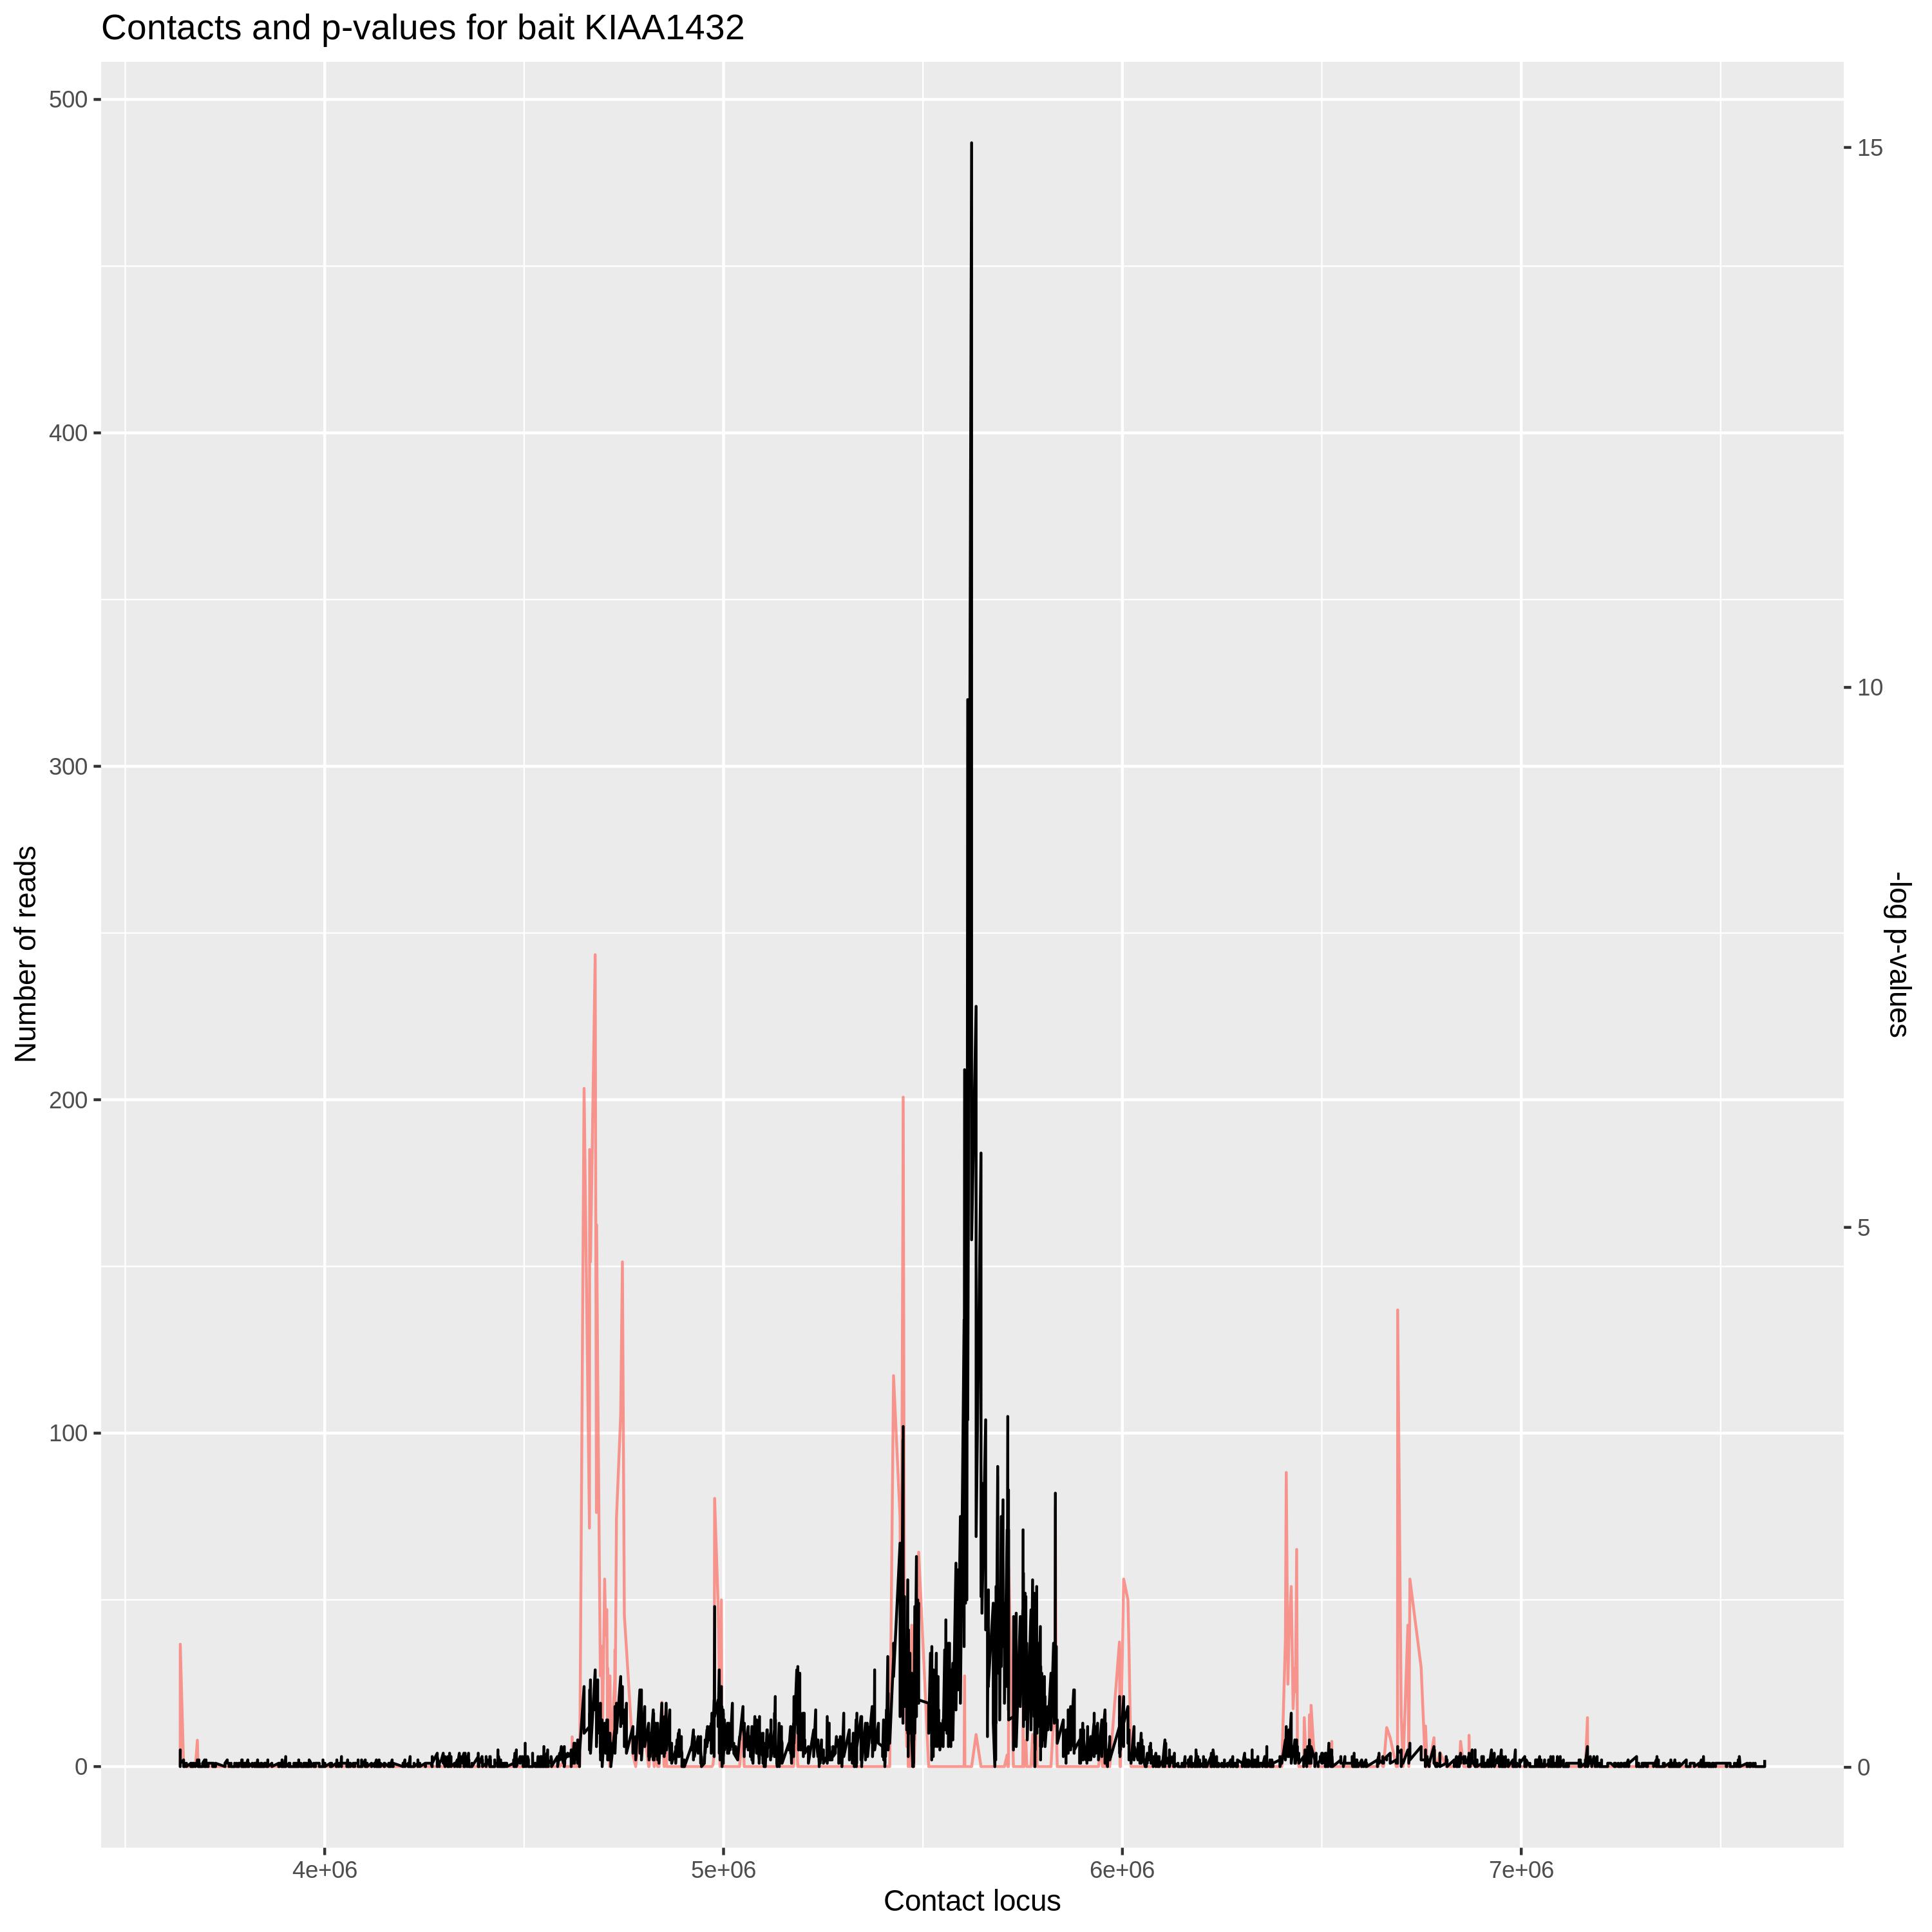 Contacts and p-values for bait KIAA1432
500
400
300
200
100
0
Number of reads
15
10
5
0
-log p-values
4e+06
5e+06
6e+06
7e+06
Contact locus